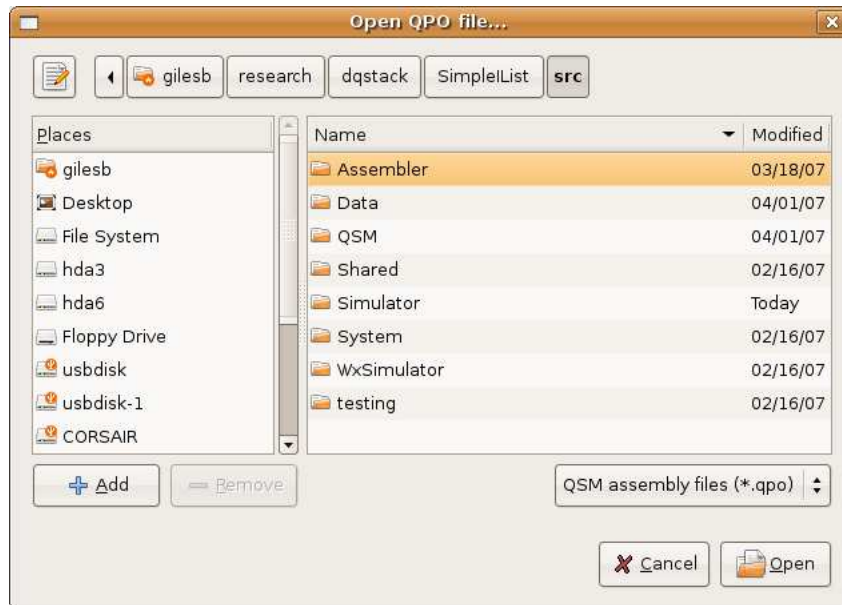 Open QPO file...
gilesb research dqstack SimpleIList src
Places
gilesb
Desktop
File System
hda3
hda6
Floppy Drive
usbdisk
usbdisk-1
CORSAIR
Name Modified
Assembler 03/18/07
Data 04/01/07
QSM 04/01/07
Shared 02/16/07
Simulator Today
System 02/16/07
WxSimulator 02/16/07
testing 02/16/07
Add Remove
QSM assembly files (*.qpo)
Cancel Open